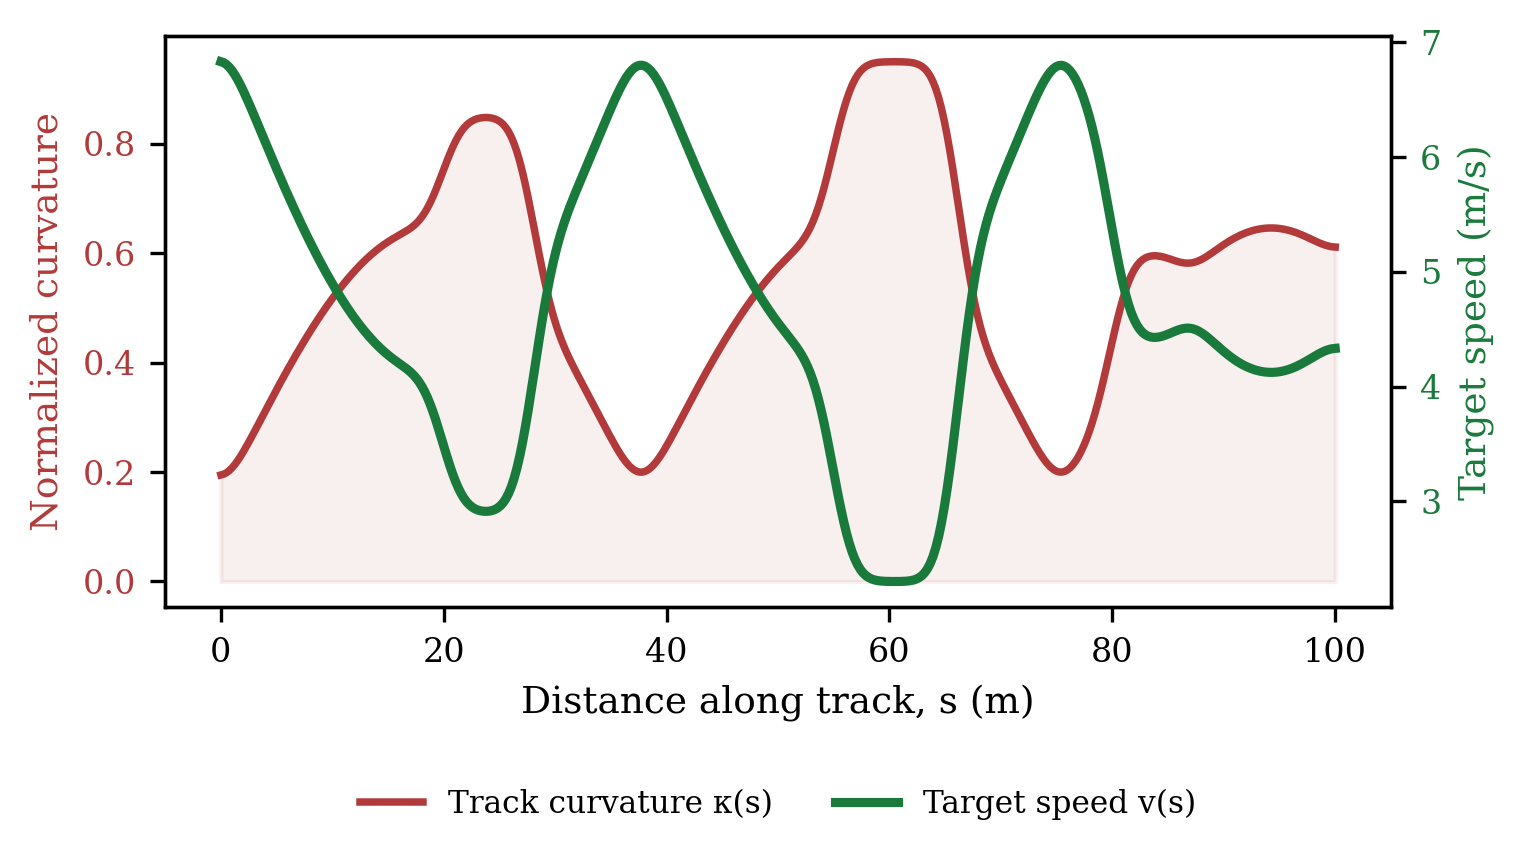 Normalized curvature
0.8
0.6
0.4
0.2
0.0
7
6
5
4
3
Target speed (m/s)
0 20 40 60 80 100
Distance along track, s (m)
Track curvature κ(s) Target speed v(s)